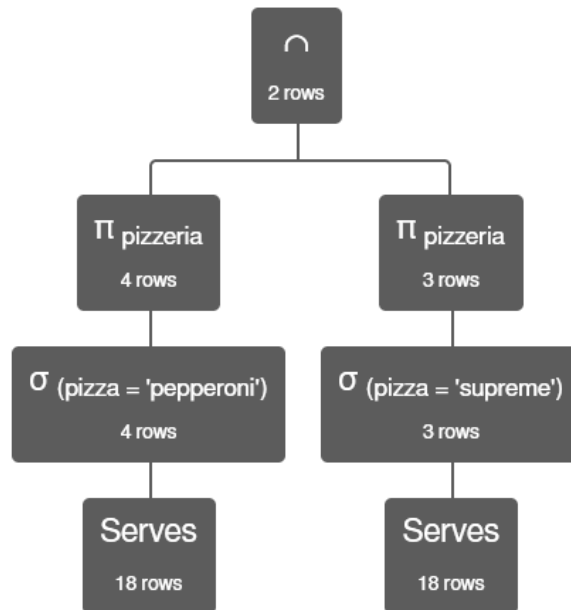 ∩
2 rows
π pizzeria
4 rows
π pizzeria
3 rows
σ (pizza = 'pepperoni')
4 rows
σ (pizza = 'supreme')
3 rows
Serves
18 rows
Serves
18 rows